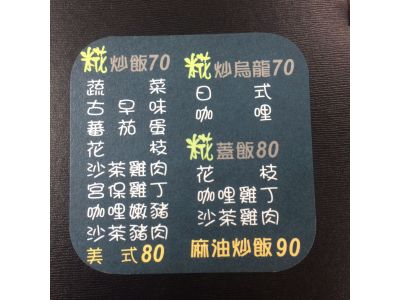 糀炒飯70
蔬菜
古早味
蕃茄蛋
花枝
沙茶雞肉
宮保雞丁
咖哩嫩豬
沙茶豬肉
美式80
糀炒烏龍70
日式
咖哩
糀蓋飯80
花枝
咖哩雞丁
沙茶雞肉
麻油炒飯90